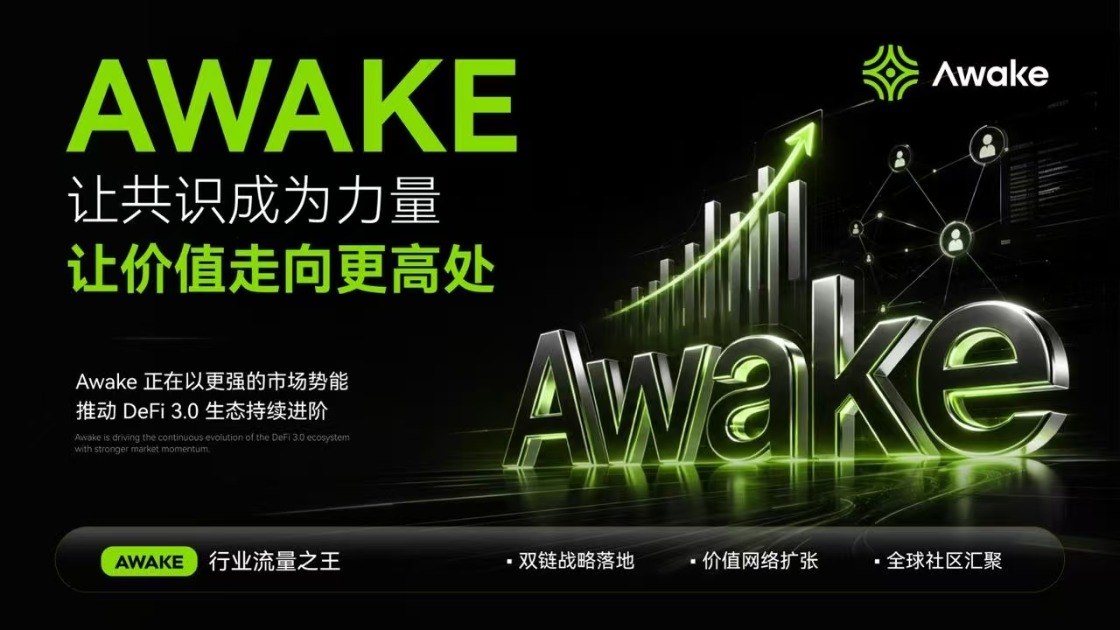 AWAKE
Awake
让共识成为力量
让价值走向更高处
Awake 正在以更强的市场势能
推动 DeFi 3.0 生态持续进阶
Awake is driving the continuous evolution of the DeFi 3.0 ecosystem
with stronger market momentum.
Awake
AWAKE 行业流量之王
▪ 双链战略落地
▪ 价值网络扩张
▪ 全球社区汇聚